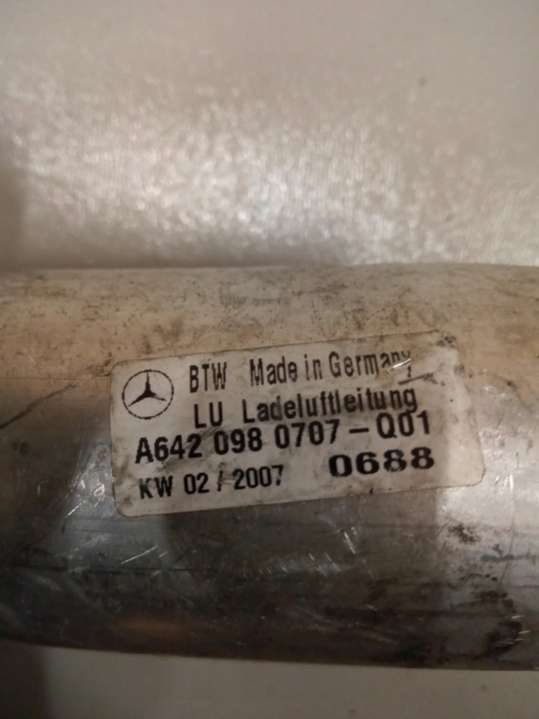 BTW Made in Germany
LU Ladeluftleitung
A642 098 0707-Q01
KW 02/2007 0688